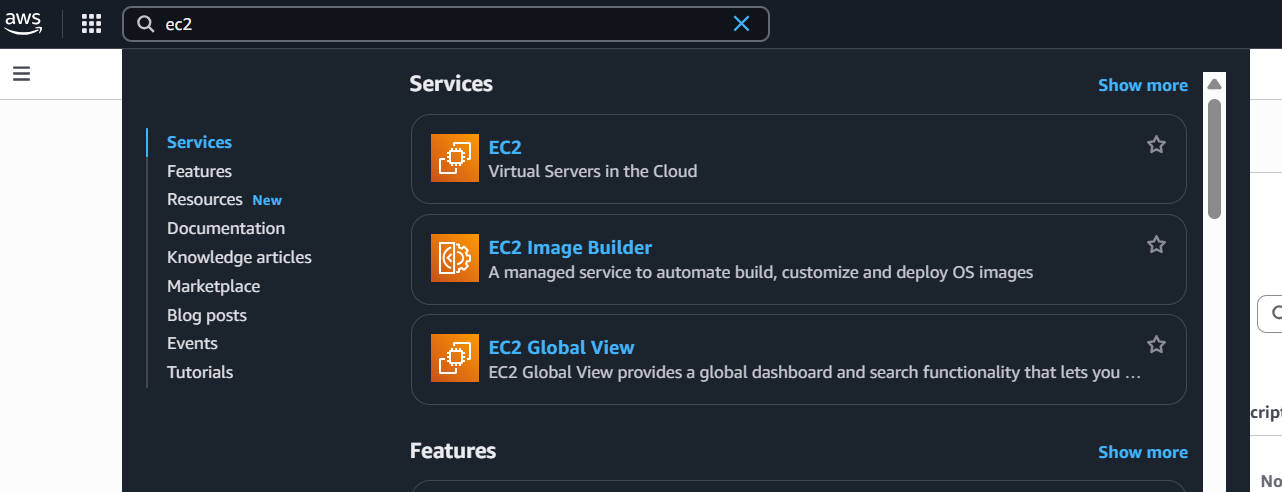 aws
ec2
Services
Features
Resources New
Documentation
Knowledge articles
Marketplace
Blog posts
Events
Tutorials
Services
Show more
EC2
Virtual Servers in the Cloud
EC2 Image Builder
A managed service to automate build, customize and deploy OS images
EC2 Global View
EC2 Global View provides a global dashboard and search functionality that lets you ...
Features
Show more